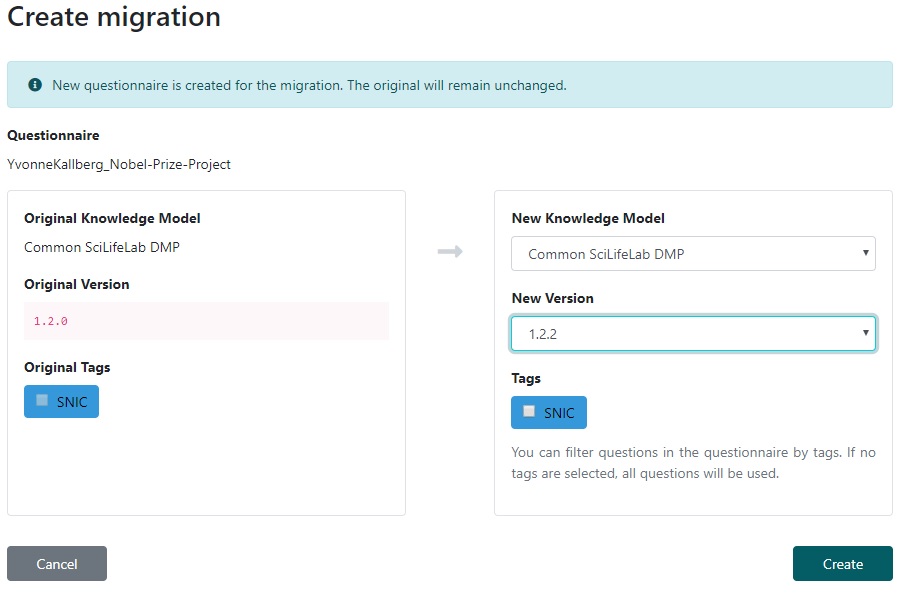 Create migration
New questionnaire is created for the migration. The original will remain unchanged.
Questionnaire
YvonneKallberg_Nobel-Prize-Project
Original Knowledge Model
Common SciLifeLab DMP
Original Version
1.2.0
Original Tags
SNIC
New Knowledge Model
Common SciLifeLab DMP
New Version
1.2.2
Tags
SNIC
You can filter questions in the questionnaire by tags. If no
tags are selected, all questions will be used.
Cancel
Create